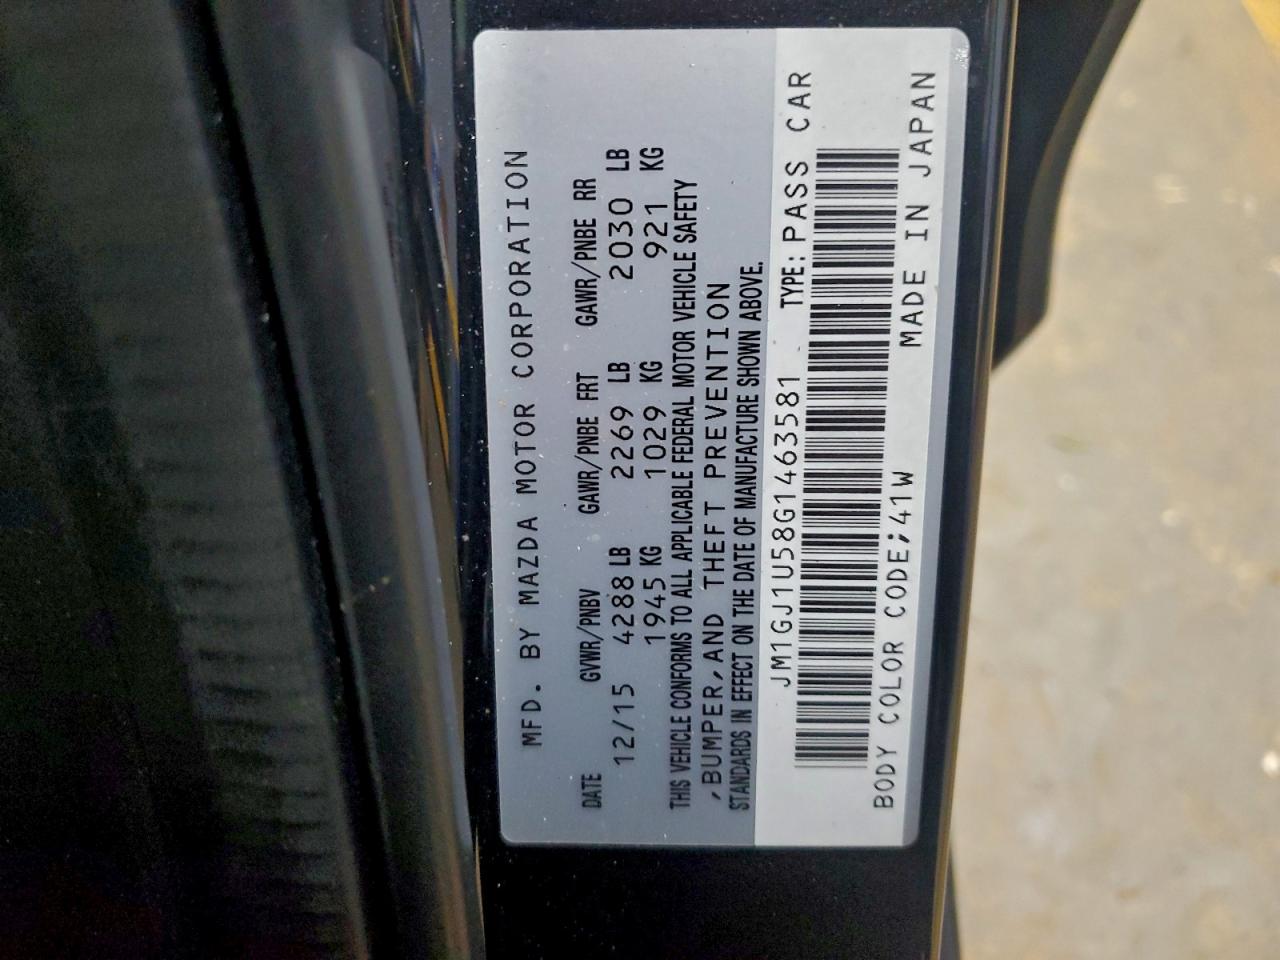 MFD. BY MAZDA MOTOR CORPORATION
DATE GVWR/PNBV GAWR/PNBE FRT GAWR/PNBE RR
12/15 4288 LB 2269 LB 2030 LB
1945 KG 1029 KG 921 KG
THIS VEHICLE CONFORMS TO ALL APPLICABLE FEDERAL MOTOR VEHICLE SAFETY
,BUMPER,AND THEFT PREVENTION
STANDARDS IN EFFECT ON THE DATE OF MANUFACTURE SHOWN ABOVE.
JM1GJ1U58G1463581 TYPE: PASS CAR
BODY COLOR CODE;41W MADE IN JAPAN